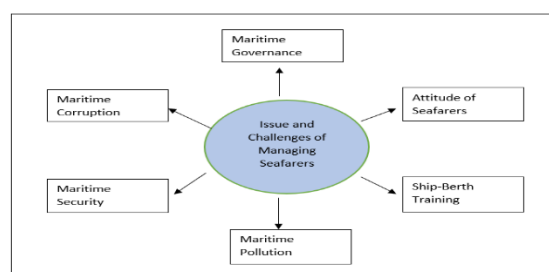 Maritime
Governance
Maritime
Corruption
Attitude of
Seafarers
Issue and
Challenges of
Managing
Seafarers
Maritime
Security
Ship-Berth
Training
Maritime
Pollution